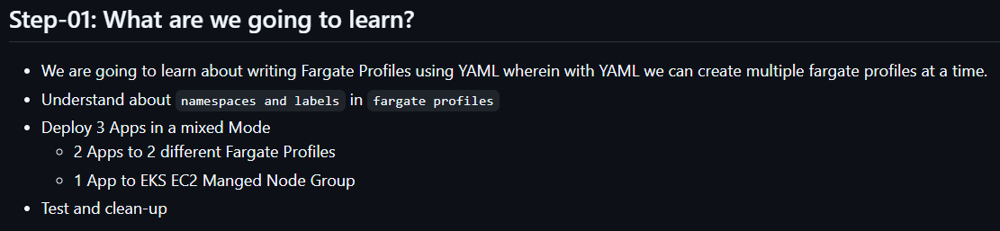 Step-01: What are we going to learn?
We are going to learn about writing Fargate Profiles using YAML wherein with YAML we can create multiple fargate profiles at a time.
Understand about namespaces and labels in fargate profiles
Deploy 3 Apps in a mixed Mode
2 Apps to 2 different Fargate Profiles
1 App to EKS EC2 Manged Node Group
Test and clean-up